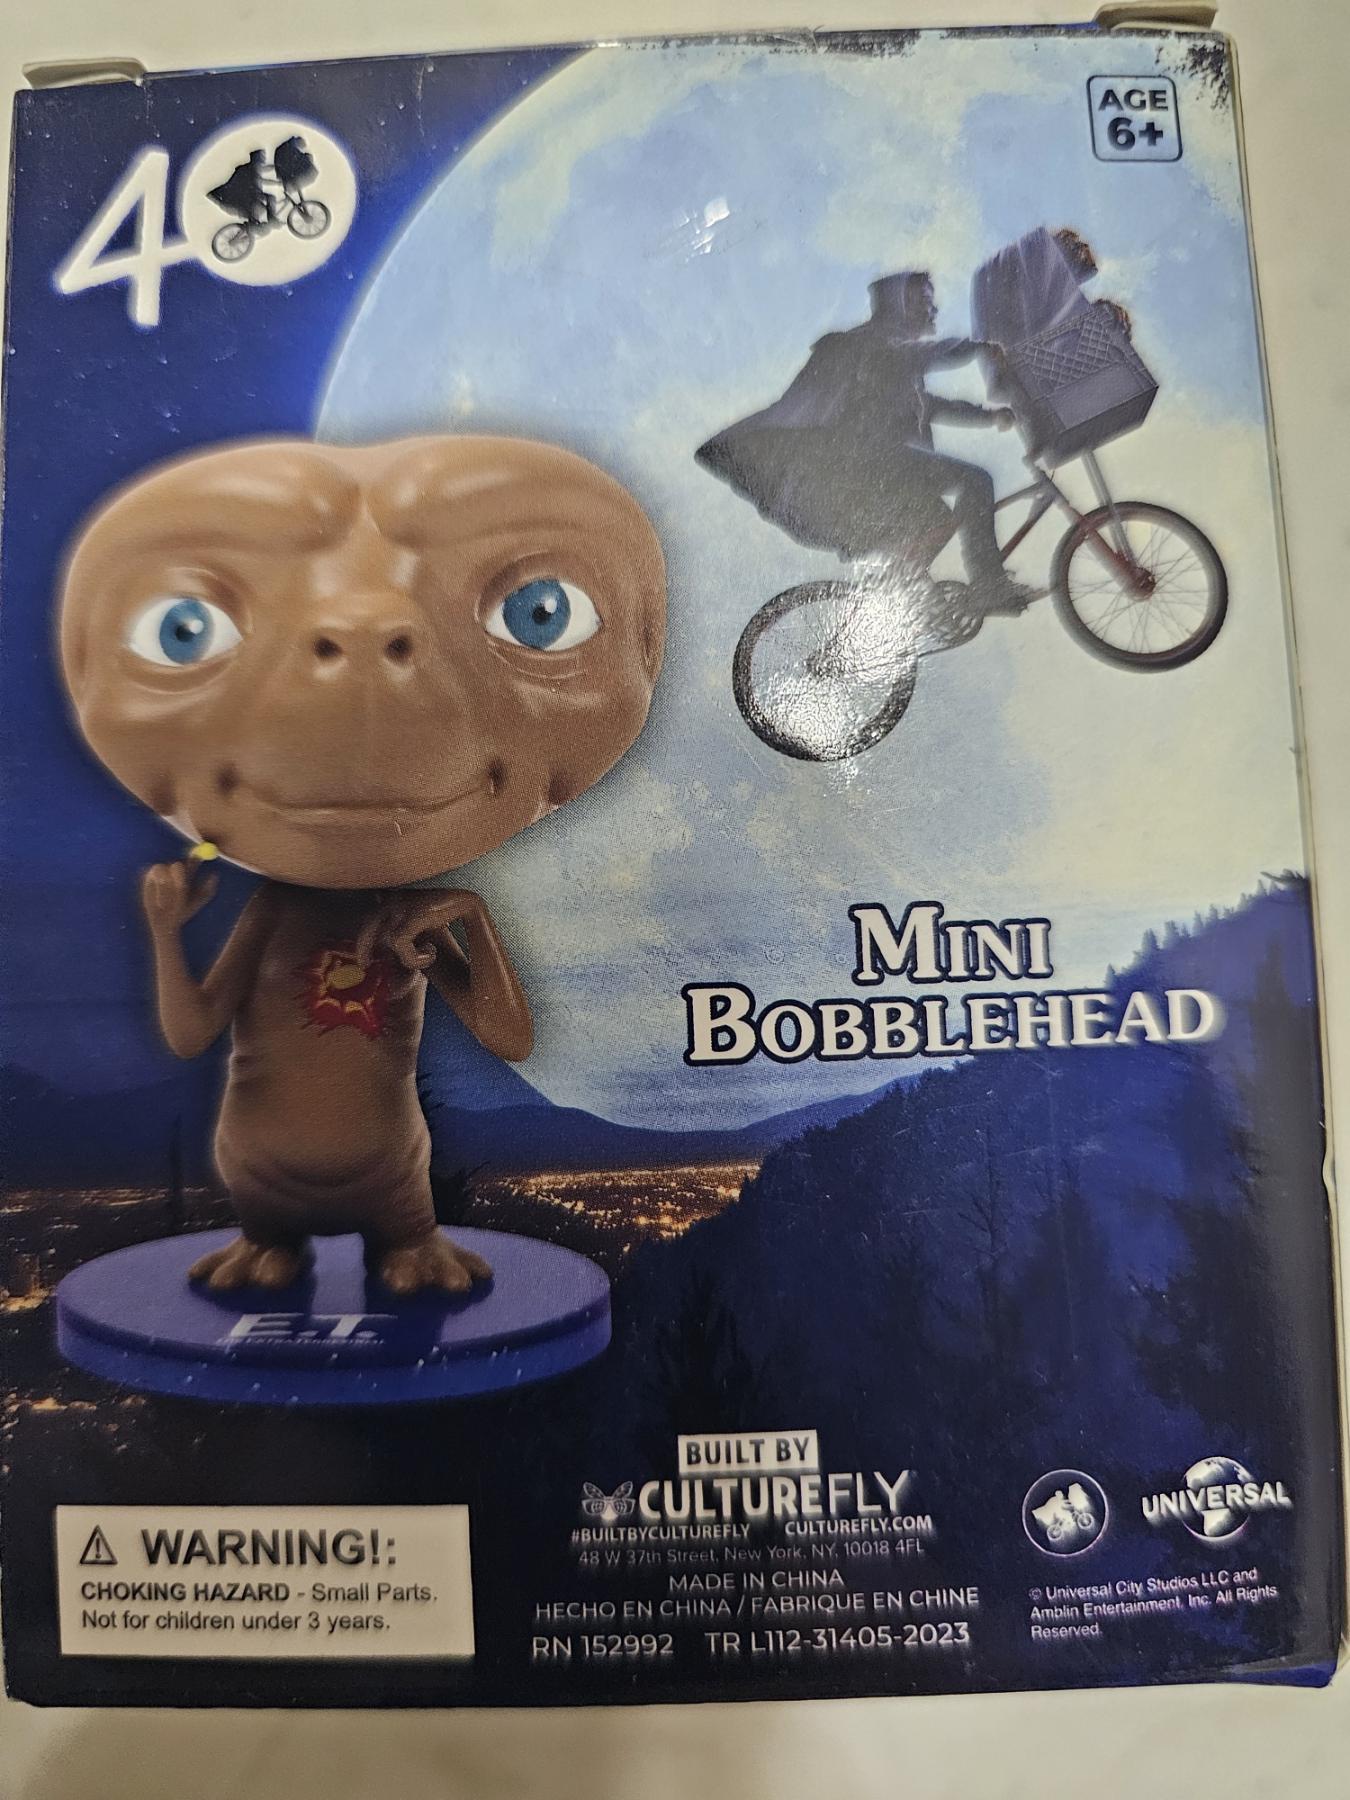 40
AGE
6+
MINI
BOBBLEHEAD
E.T.
THE EXTRATERRESTRIAL
BUILT BY
CULTUREFLY
#BUILTBYCULTUREFLY CULTUREFLY.COM
48 W 37th Street, New York, NY, 10018 4FL
MADE IN CHINA
HECHO EN CHINA / FABRIQUE EN CHINE
RN 152992 TR L112-31405-2023
WARNING!:
CHOKING HAZARD - Small Parts.
Not for children under 3 years.
UNIVERSAL
© Universal City Studios LLC and
Amblin Entertainment, Inc. All Rights
Reserved.